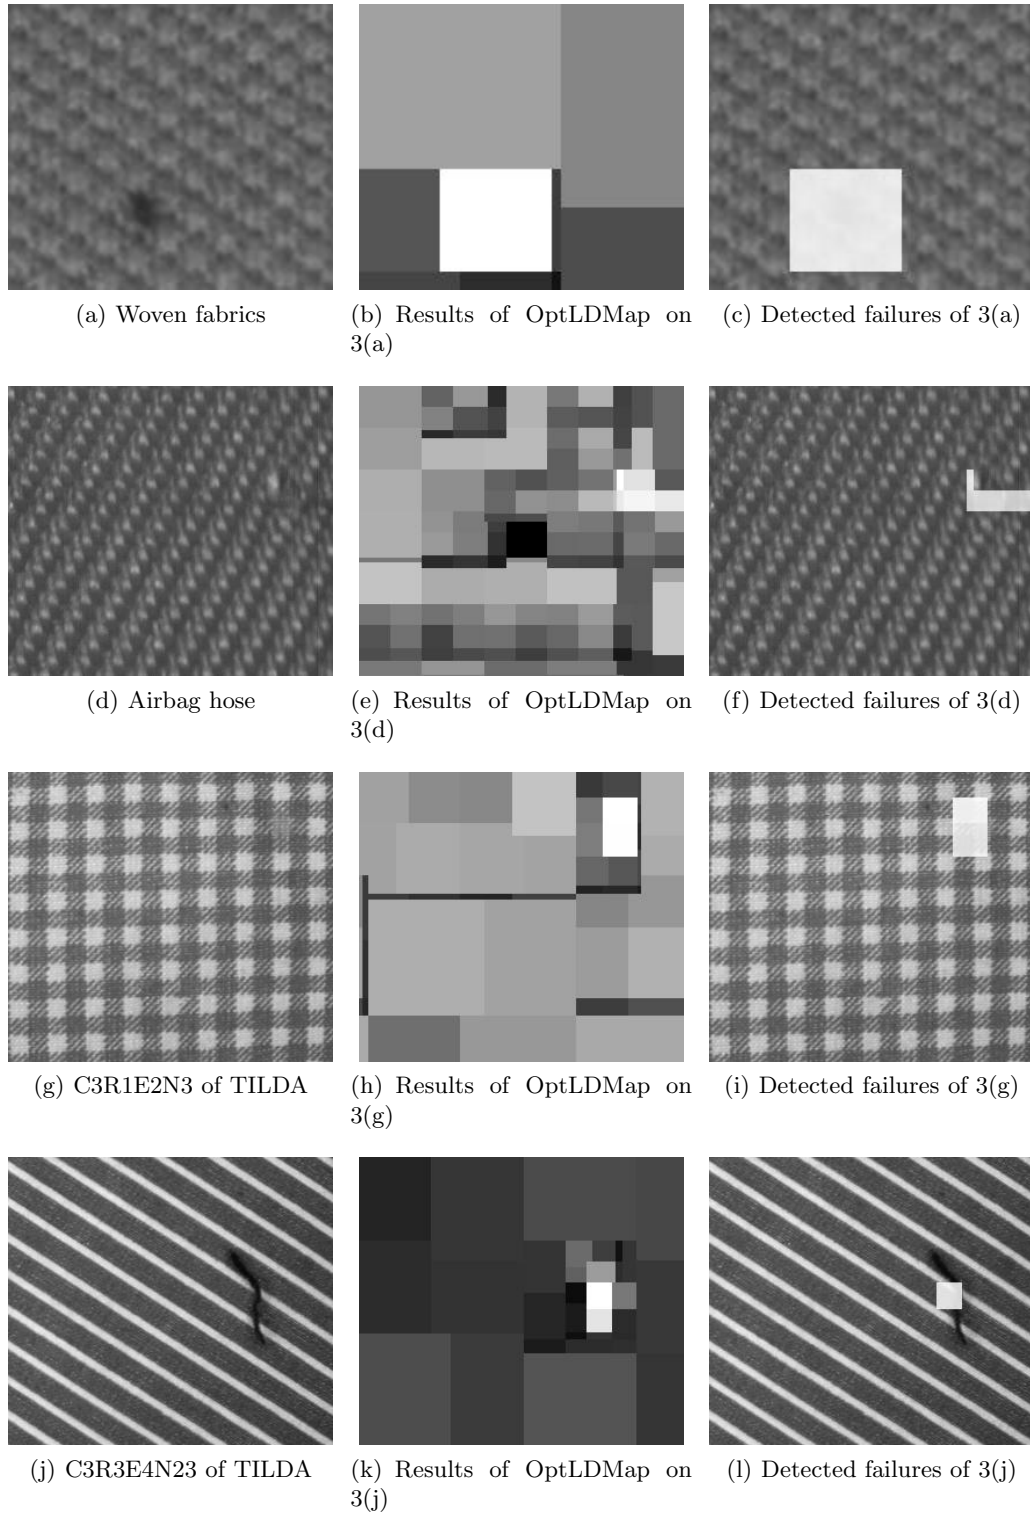 (a) Woven fabrics
(b) Results of OptLDMap on
3(a)
(c) Detected failures of 3(a)
(d) Airbag hose
(e) Results of OptLDMap on
3(d)
(f) Detected failures of 3(d)
(g) C3R1E2N3 of TILDA
(h) Results of OptLDMap on
3(g)
(i) Detected failures of 3(g)
(j) C3R3E4N23 of TILDA
(k) Results of OptLDMap on
3(j)
(l) Detected failures of 3(j)